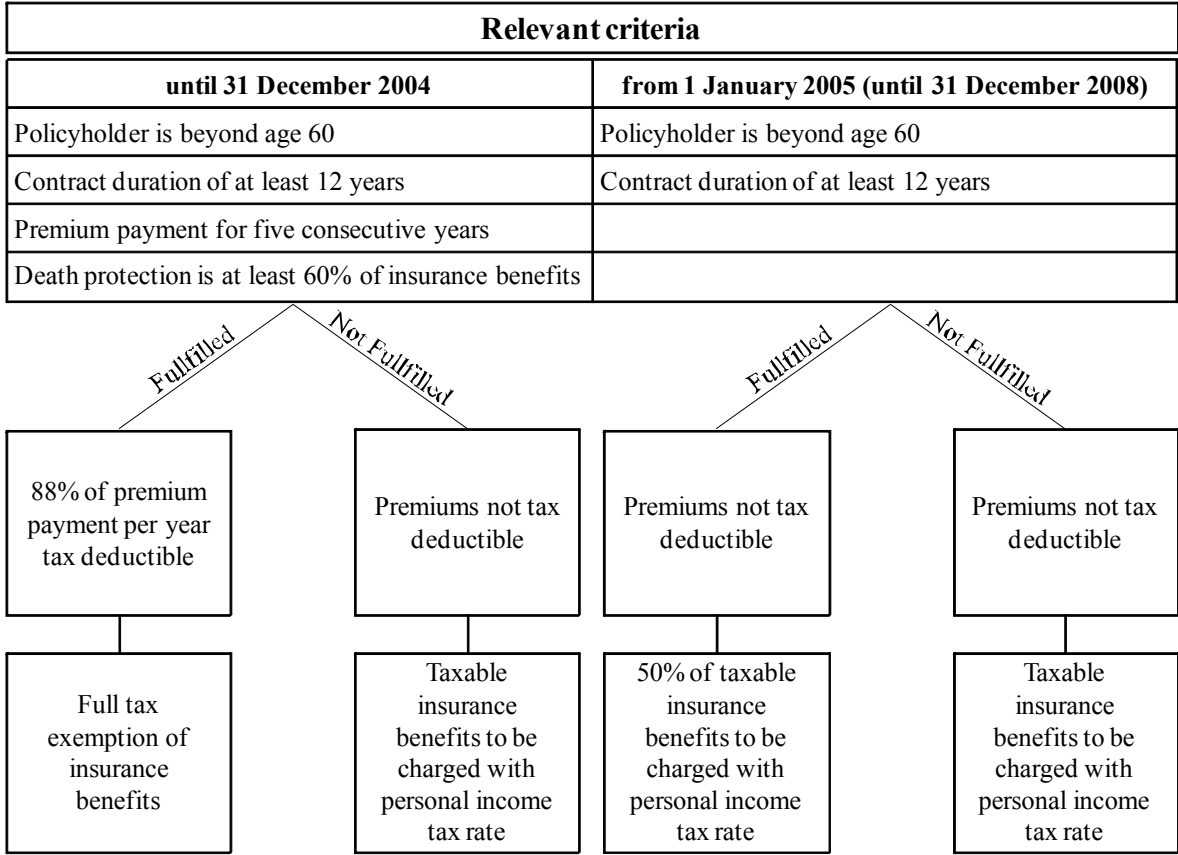 Relevant criteria
until 31 December 2004
from 1 January 2005 (until 31 December 2008)
Policyholder is beyond age 60
Policyholder is beyond age 60
Contract duration of at least 12 years
Contract duration of at least 12 years
Premium payment for five consecutive years
Death protection is at least 60% of insurance benefits
Fullfilled
Not Fullfilled
Fullfilled
Not Fullfilled
88% of premium
payment per year
tax deductible
Premiums not tax
deductible
Premiums not tax
deductible
Premiums not tax
deductible
Full tax
exemption of
insurance
benefits
Taxable
insurance
benefits to be
charged with
personal income
tax rate
50% of taxable
insurance
benefits to be
charged with
personal income
tax rate
Taxable
insurance
benefits to be
charged with
personal income
tax rate